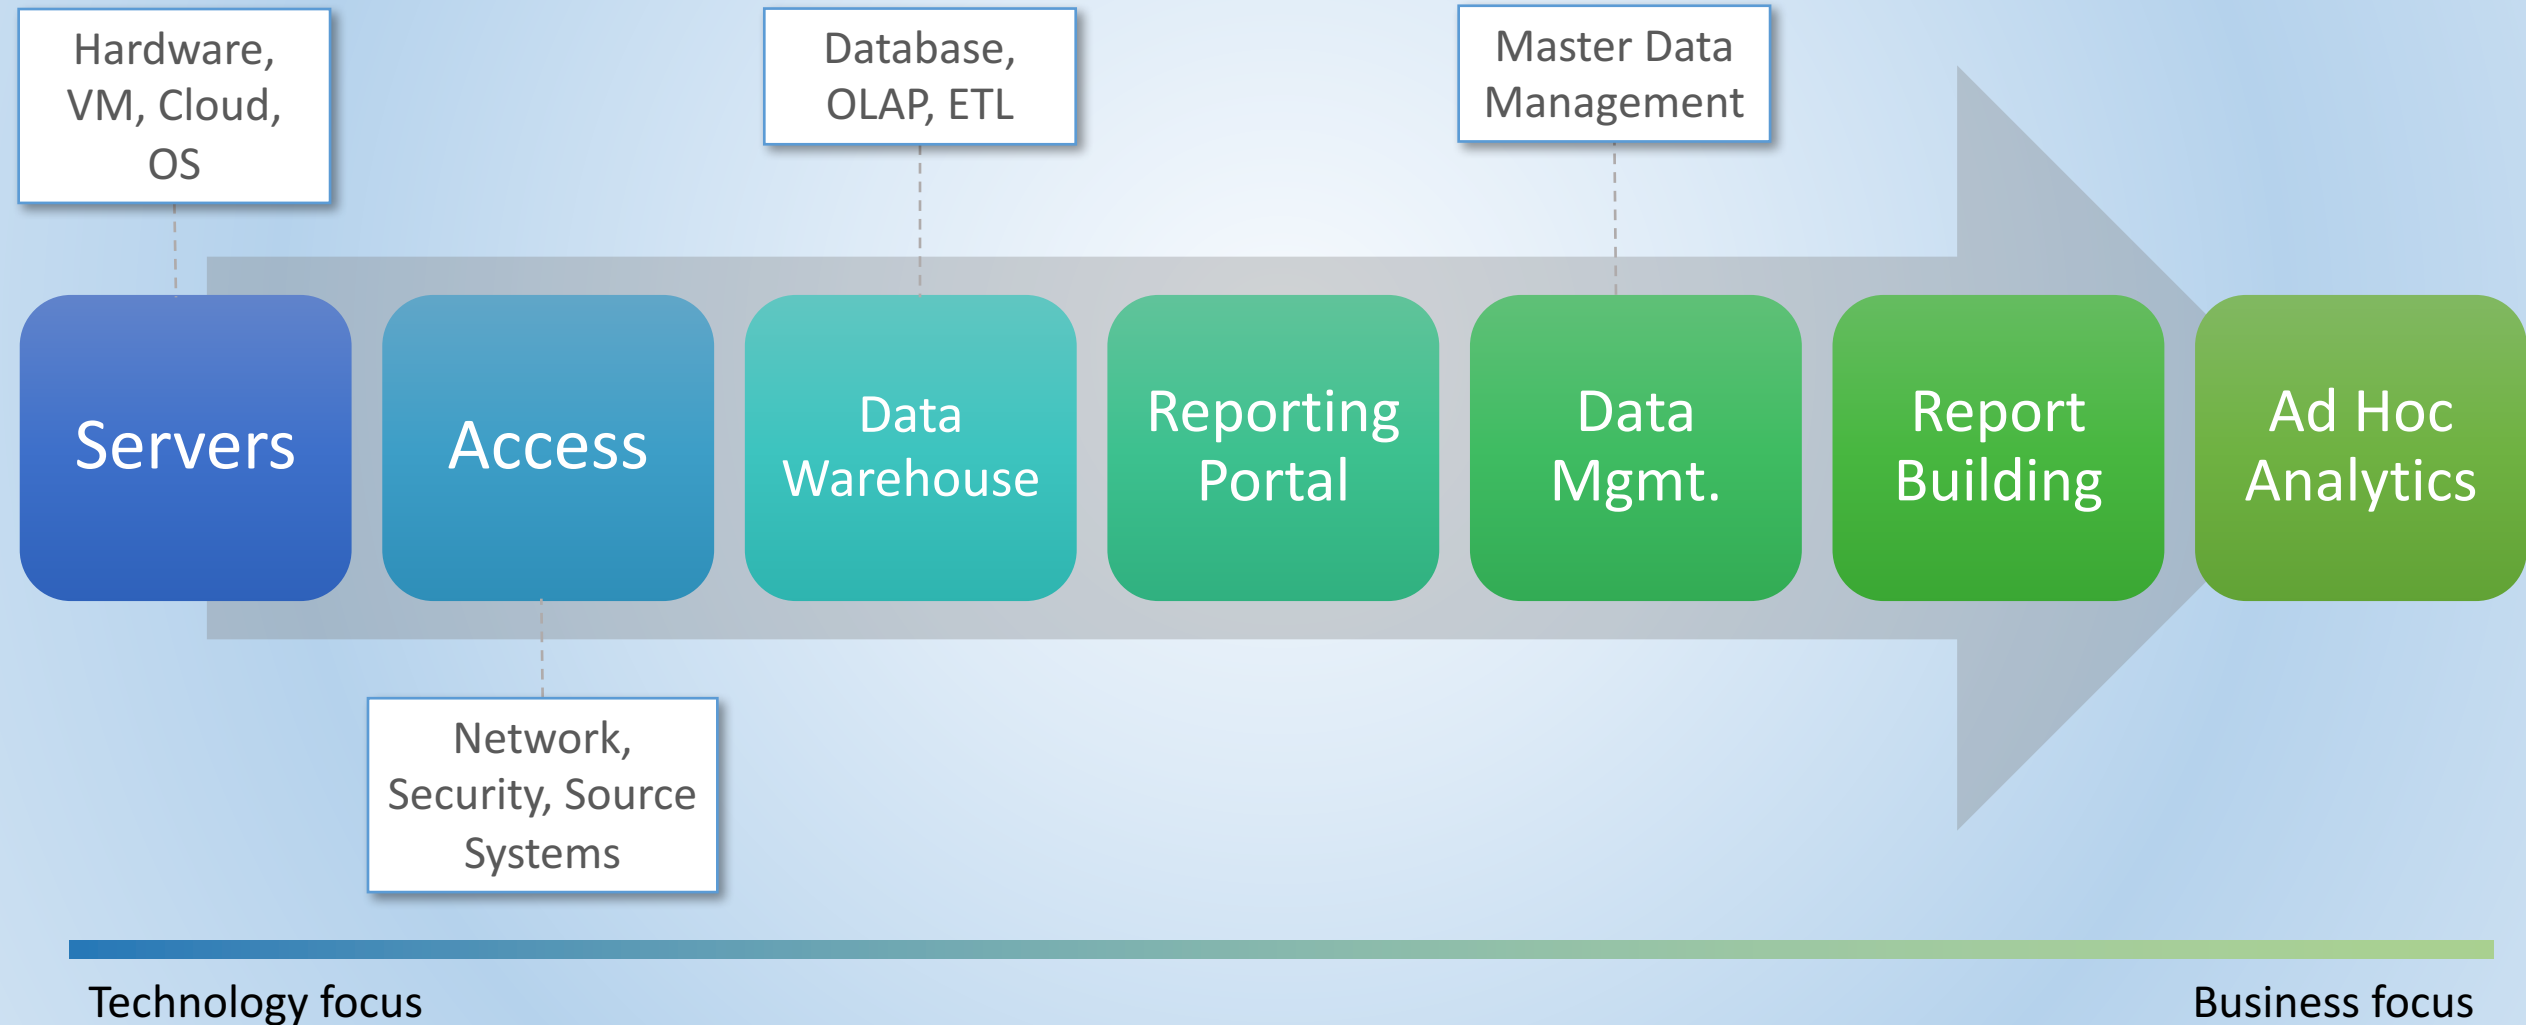 Hardware,
VM, Cloud,
OS
Database,
OLAP, ETL
Master Data
Management
Servers
Access
Data
Warehouse
Reporting
Portal
Data
Mgmt.
Report
Building
Ad Hoc
Analytics
Network,
Security, Source
Systems
Technology focus
Business focus